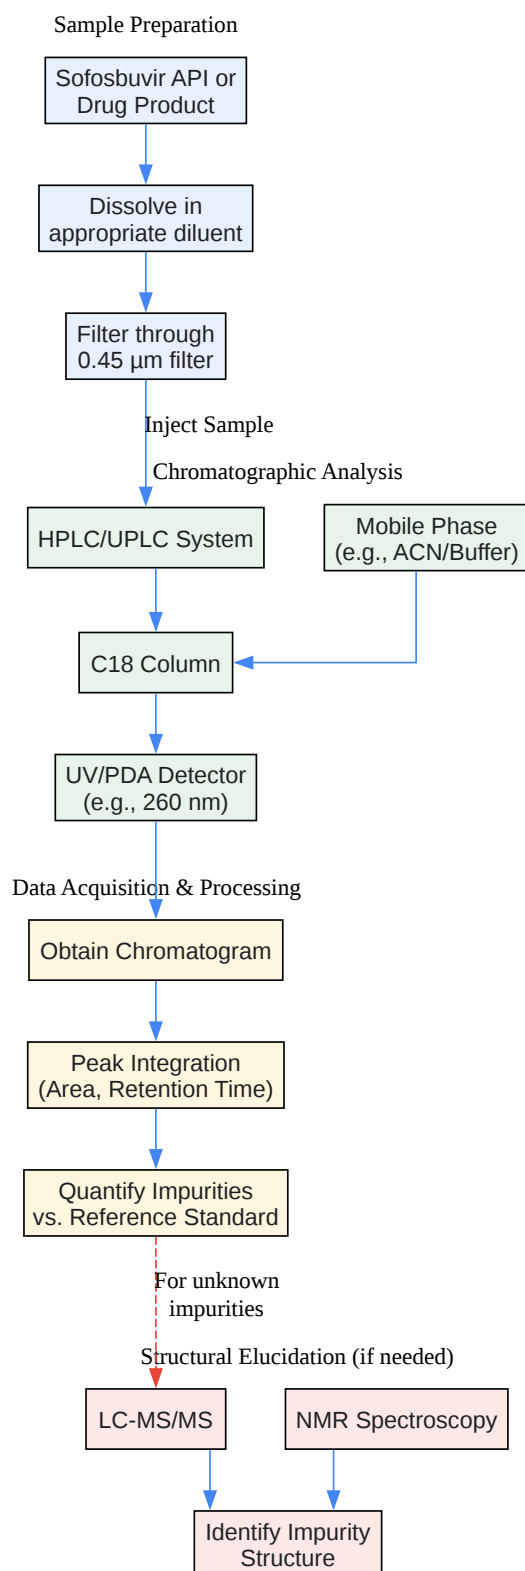 Sample Preparation
Sofosbuvir API or
Drug Product
Dissolve in
appropriate diluent
Filter through
0.45 µm filter
Inject Sample
Chromatographic Analysis
HPLC/UPLC System
Mobile Phase
(e.g., ACN/Buffer)
C18 Column
UV/PDA Detector
(e.g., 260 nm)
Data Acquisition & Processing
Obtain Chromatogram
Peak Integration
(Area, Retention Time)
Quantify Impurities
vs. Reference Standard
For unknown
impurities
Structural Elucidation (if needed)
LC-MS/MS
NMR Spectroscopy
Identify Impurity
Structure